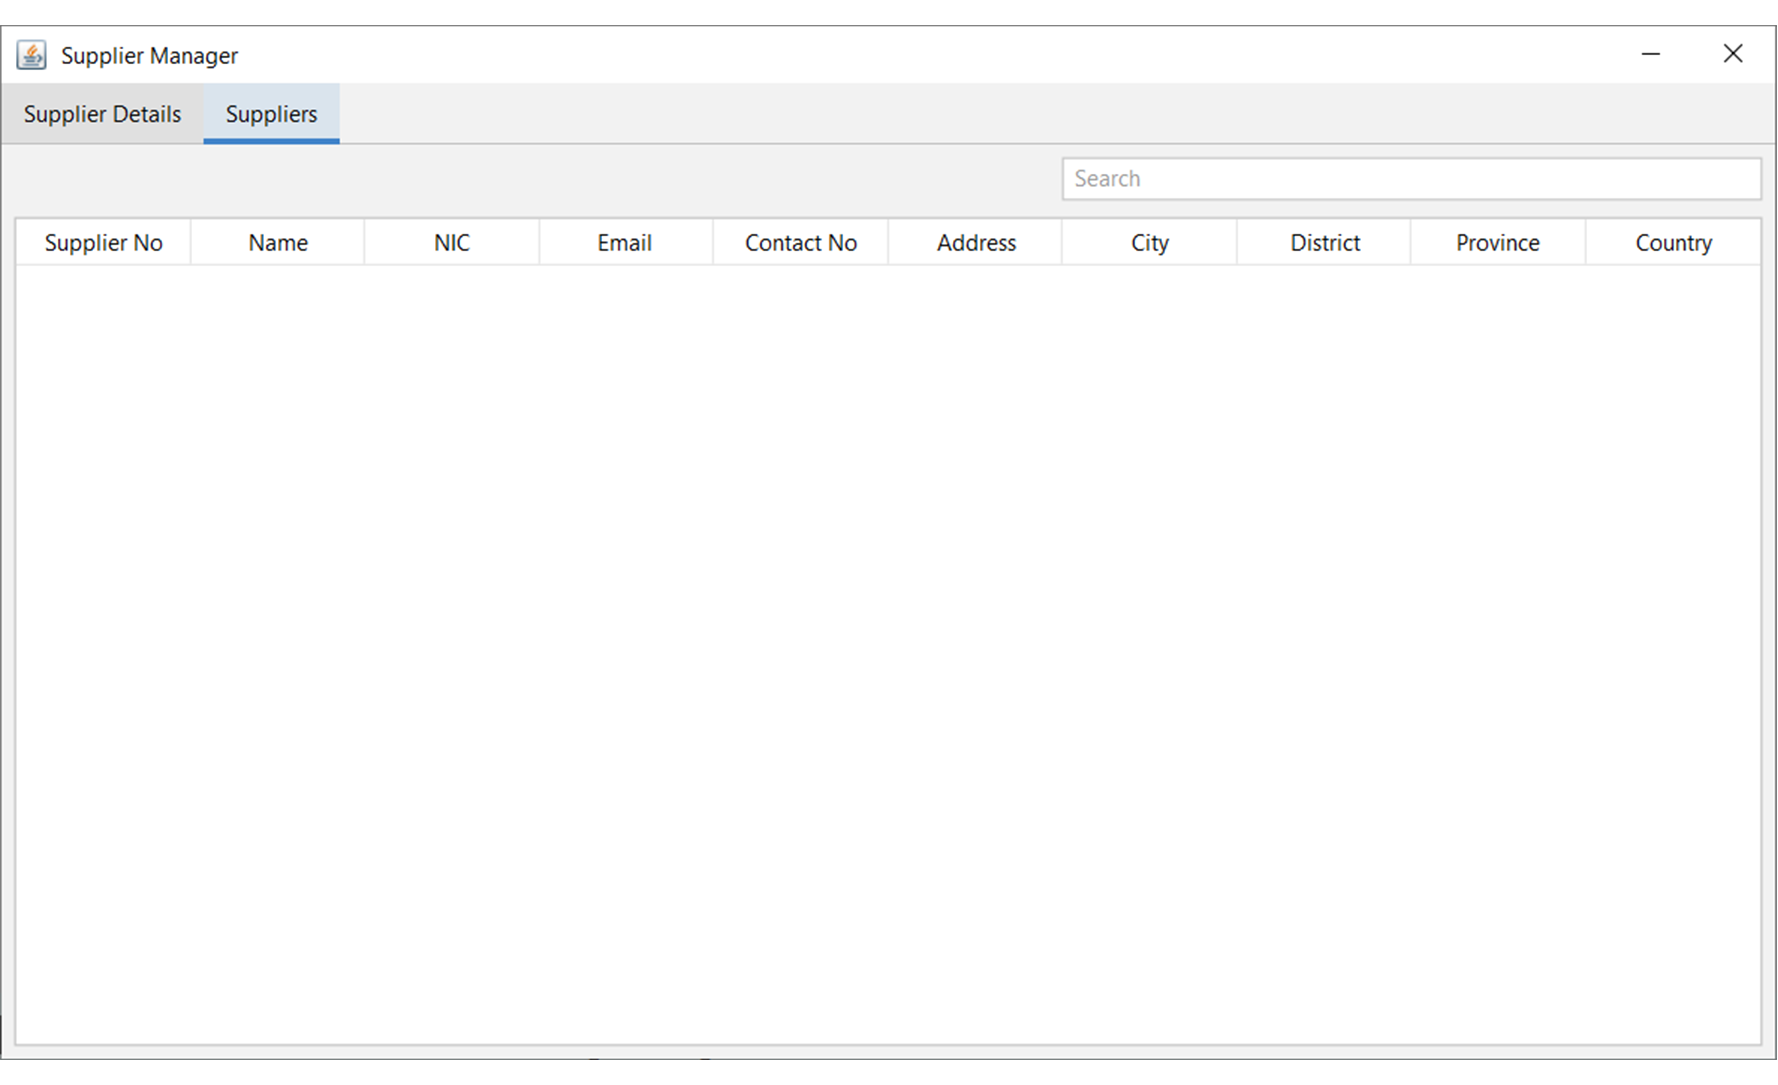 Supplier Manager
Supplier Details Suppliers
Search
Supplier No Name NIC Email Contact No Address City District Province Country